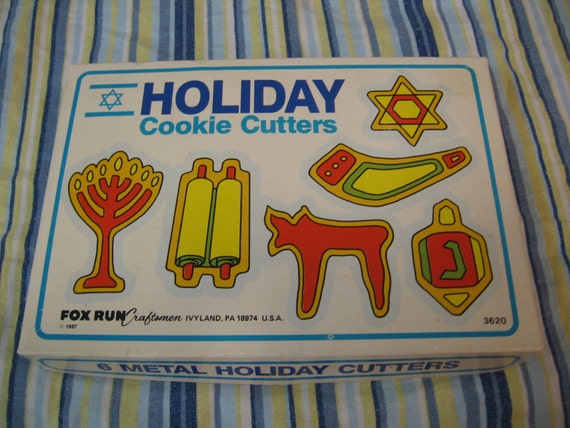 HOLIDAY
Cookie Cutters
נ
FOX RUN Craftsmen IVYLAND, PA 18974 U.S.A.
© 1987
3620
6 METAL HOLIDAY CUTTERS